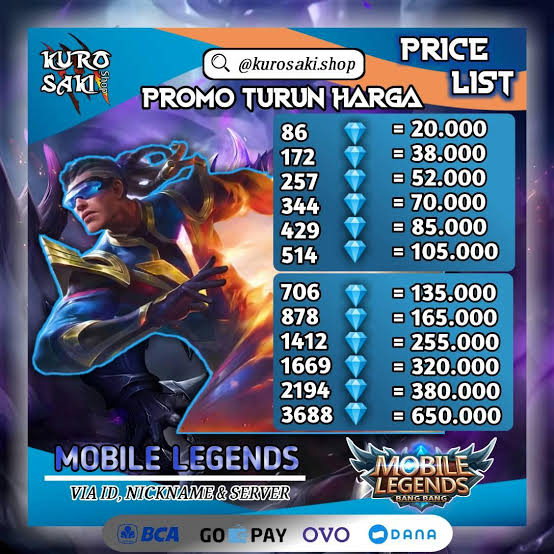 KURO
SAKI
Shop
@kurosaki.shop
PRICE
LIST
PROMO TURUN HARGA
86 = 20.000
172 = 38.000
257 = 52.000
344 = 70.000
429 = 85.000
514 = 105.000
706 = 135.000
878 = 165.000
1412 = 255.000
1669 = 320.000
2194 = 380.000
3688 = 650.000
MOBILE LEGENDS
VIA ID, NICKNAME & SERVER
MOBILE
LEGENDS
BANG BANG
BCA GO PAY OVO DANA